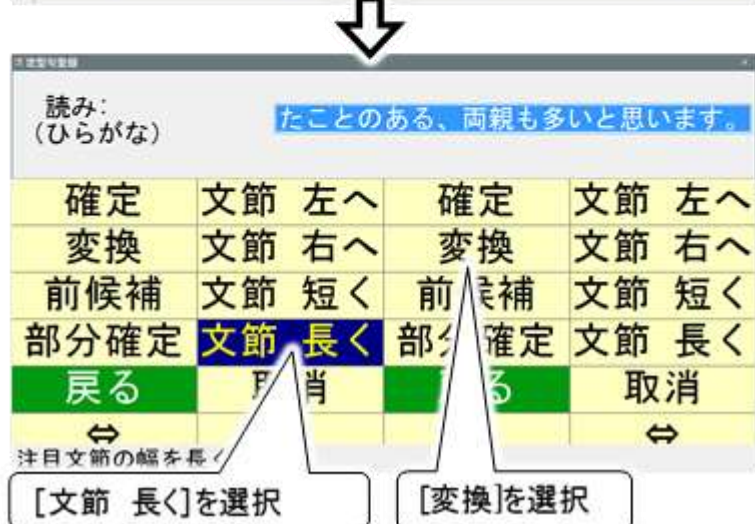 定型句登録
読み:
(ひらがな)
たことのある、両親も多いと思います。
確定 文節 左へ 確定 文節 左へ
変換 文節 右へ 変換 文節 右へ
前候補 文節 短く 前候補 文節 短く
部分確定 文節 長く 部分確定 文節 長く
戻る 取消 戻る 取消
⇔ ⇔
注目文節の幅を長く
[文節 長く]を選択
[変換]を選択